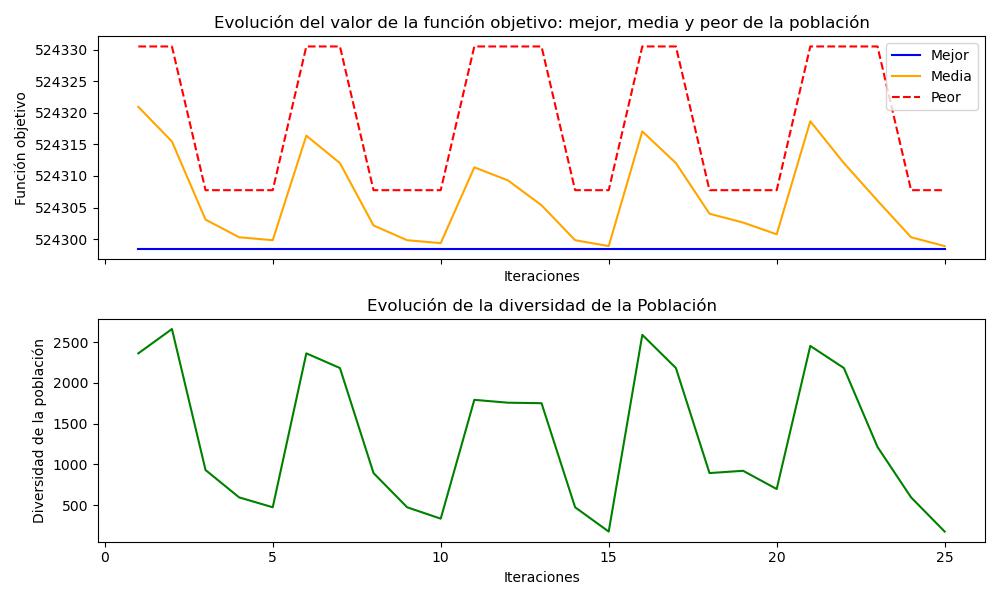 Evolución del valor de la función objetivo: mejor, media y peor de la población
Función objetivo
524330
524325
524320
524315
524310
524305
524300
Mejor
Media
Peor
Iteraciones
Evolución de la diversidad de la Población
Diversidad de la población
2500
2000
1500
1000
500
0 5 10 15 20 25
Iteraciones